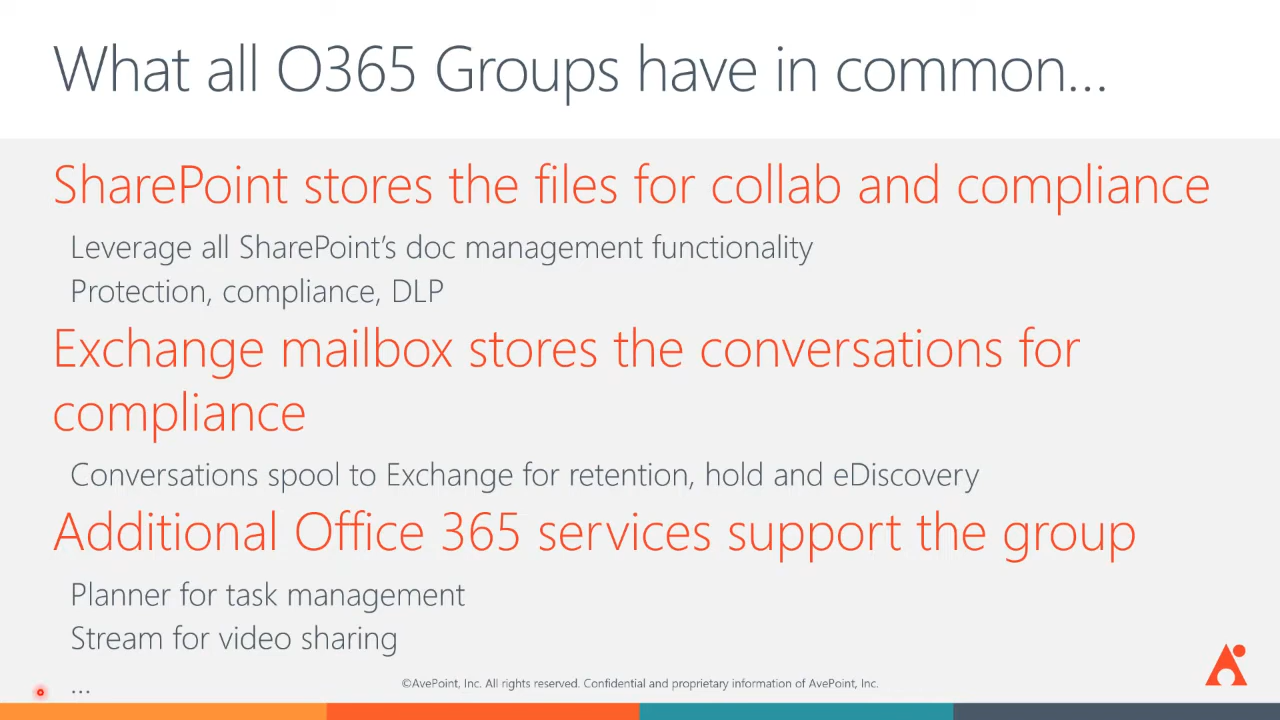 What all O365 Groups have in common…
SharePoint stores the files for collab and compliance
Leverage all SharePoint’s doc management functionality
Protection, compliance, DLP
Exchange mailbox stores the conversations for
compliance
Conversations spool to Exchange for retention, hold and eDiscovery
Additional Office 365 services support the group
Planner for task management
Stream for video sharing
…
©AvePoint, Inc. All rights reserved. Confidential and proprietary information of AvePoint, Inc.